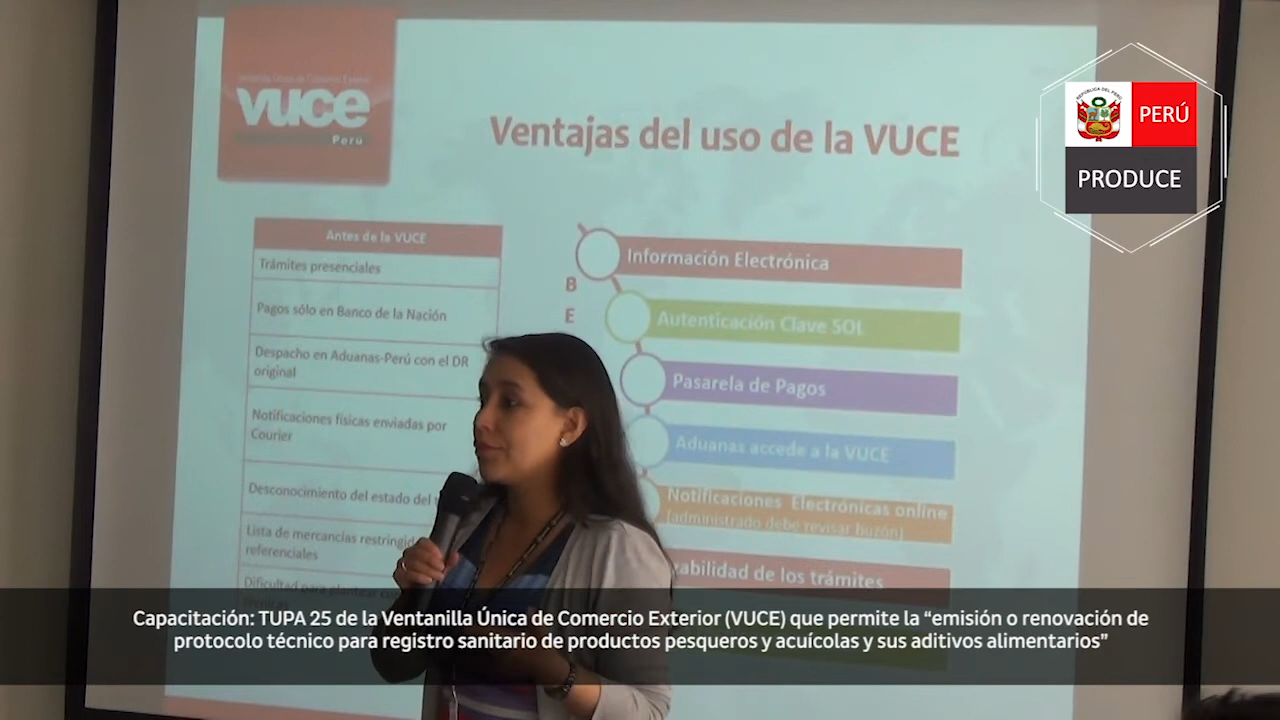 Ventanilla Única de Comercio Exterior
vuce
Perú
Ventajas del uso de la VUCE
REPÚBLICA DEL PERÚ
PERÚ
PRODUCE
Antes de la VUCE
Trámites presenciales
Pagos sólo en Banco de la Nación
Despacho en Aduanas-Perú con el DR
original
Notificaciones físicas enviadas por
Courier
Desconocimiento del estado del
Lista de mercancías
referenciales
Dificultad para plantear
B
E
Información Electrónica
Autenticación Clave SOL
Pasarela de Pagos
Aduanas accede a la VUCE
Notificaciones Electrónicas online
(administrado debe revisar buzón)
de los trámites
Capacitación: TUPA 25 de la Ventanilla Única de Comercio Exterior (VUCE) que permite la “emisión o renovación de
protocolo técnico para registro sanitario de productos pesqueros y acuícolas y sus aditivos alimentarios”